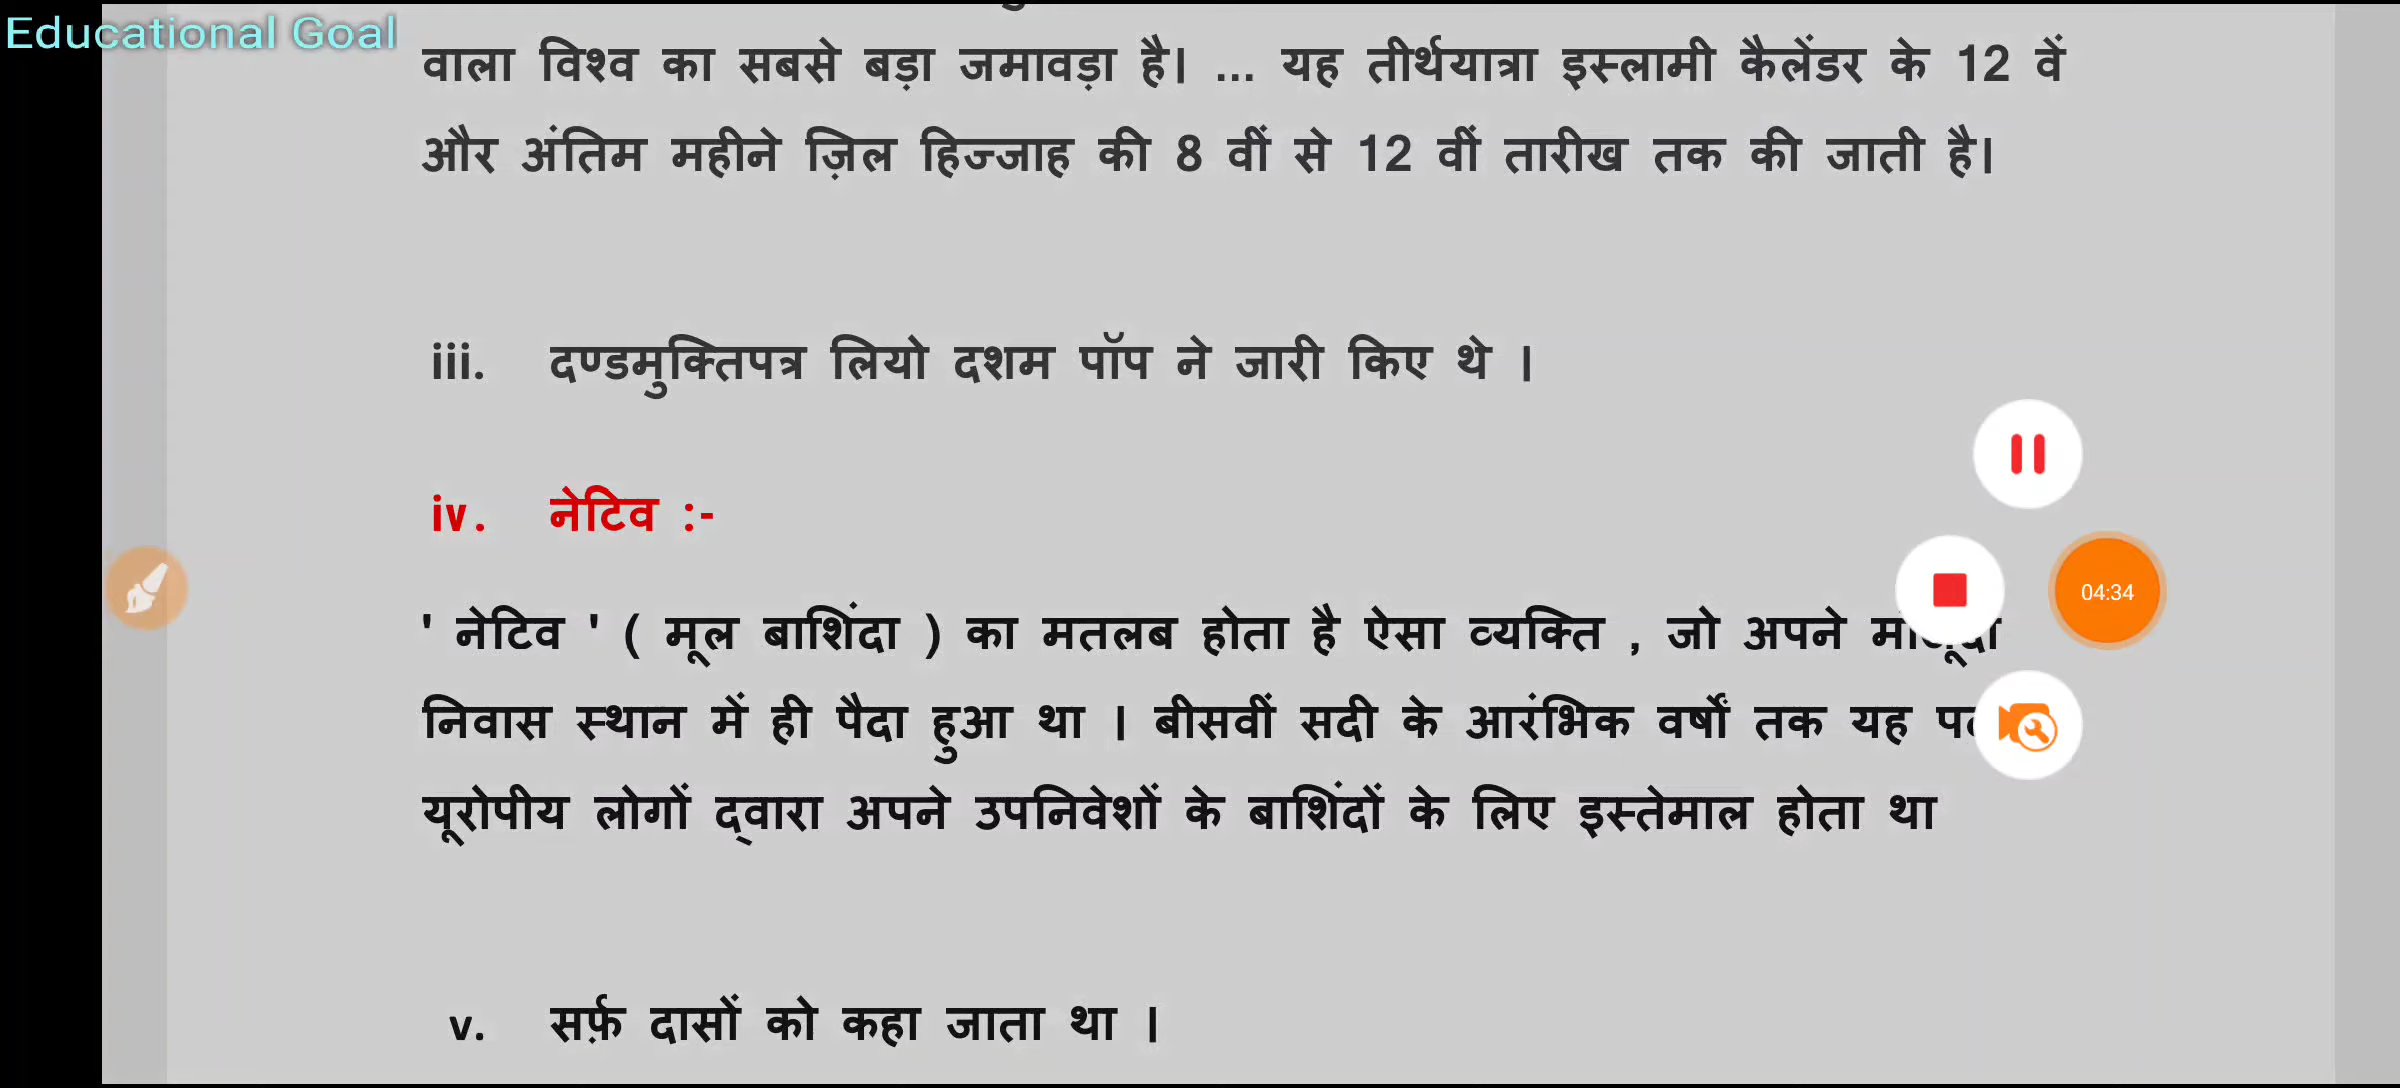 Educational Goal
वाला विश्व का सबसे बड़ा जमावड़ा है। ... यह तीर्थयात्रा इस्लामी कैलेंडर के 12 वें
और अंतिम महीने ज़िल हिज्जाह की 8 वीं से 12 वीं तारीख तक की जाती है।
iii. दण्डमुक्तिपत्र लियो दशम पॉप ने जारी किए थे ।
iv. नेटिव :-
' नेटिव ' ( मूल बाशिंदा ) का मतलब होता है ऐसा व्यक्ति , जो अपने
निवास स्थान में ही पैदा हुआ था । बीसवीं सदी के आरंभिक वर्षों तक यह
04:34
यूरोपीय लोगों द्वारा अपने उपनिवेशों के बाशिंदों के लिए इस्तेमाल होता था
v. सर्फ़ दासों को कहा जाता था ।